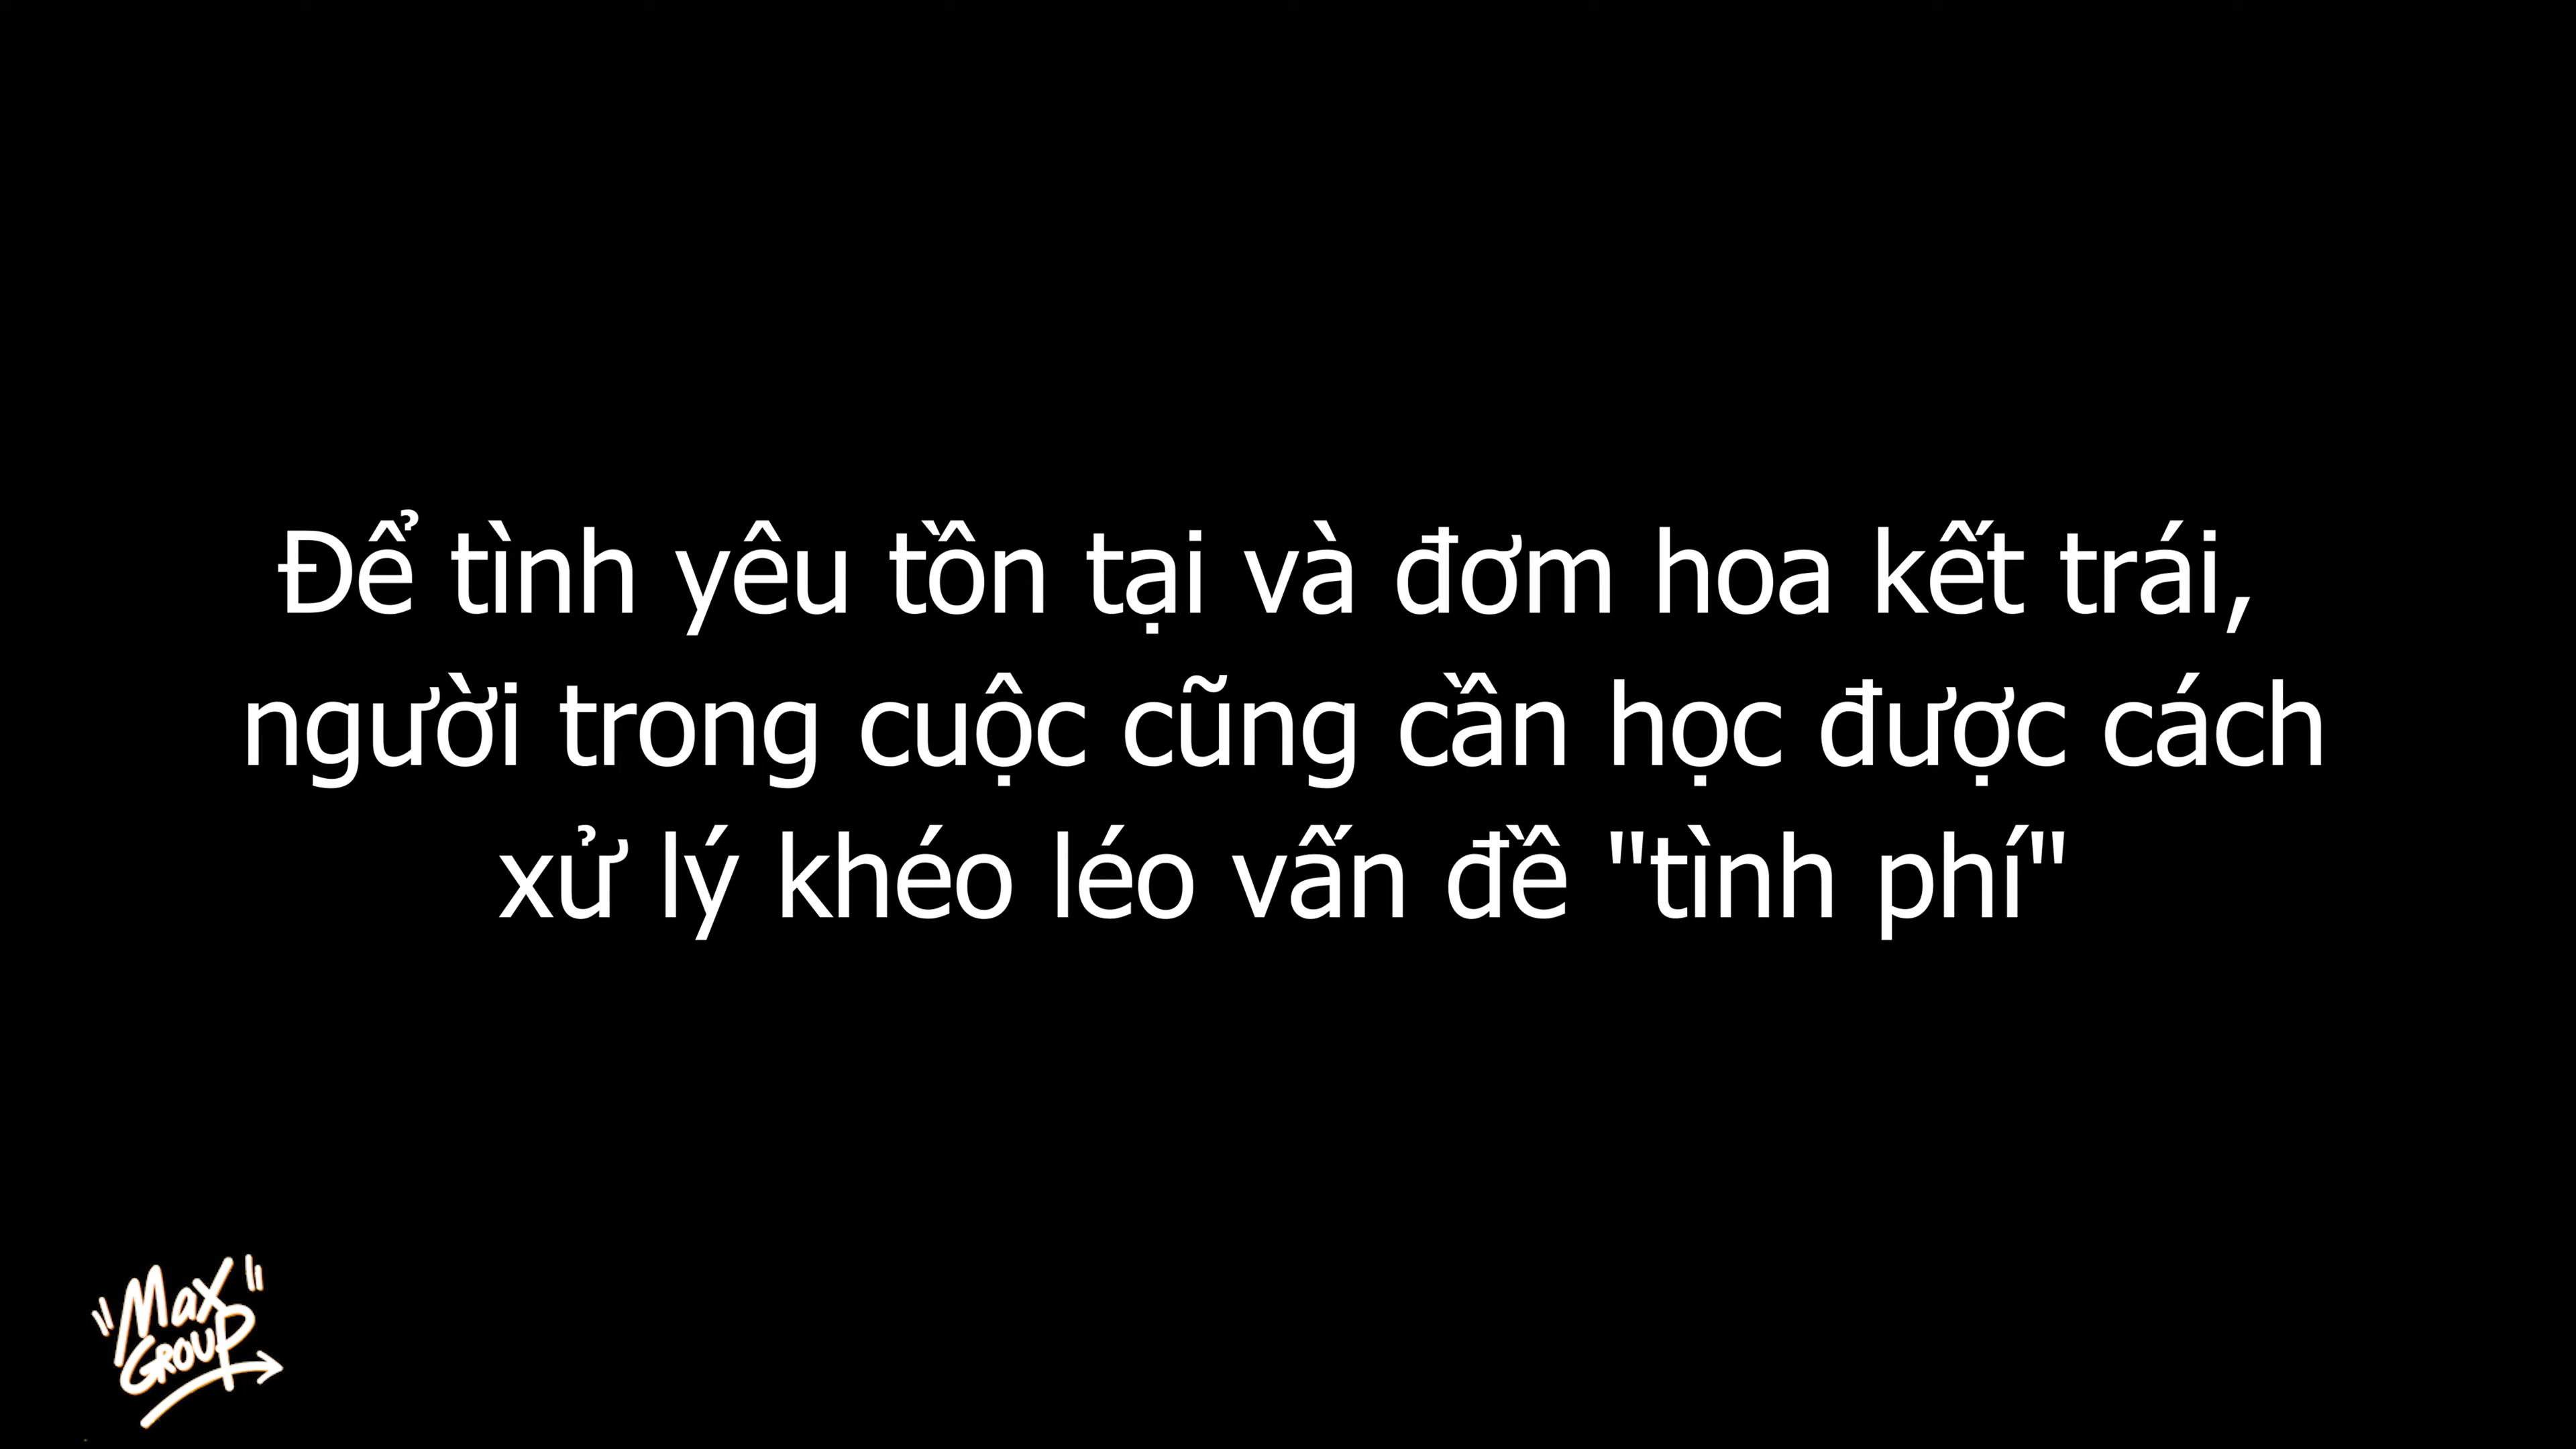 Để tình yêu tồn tại và đơm hoa kết trái,
người trong cuộc cũng cần học được cách
xử lý khéo léo vấn đề "tình phí"
Max
GROUP